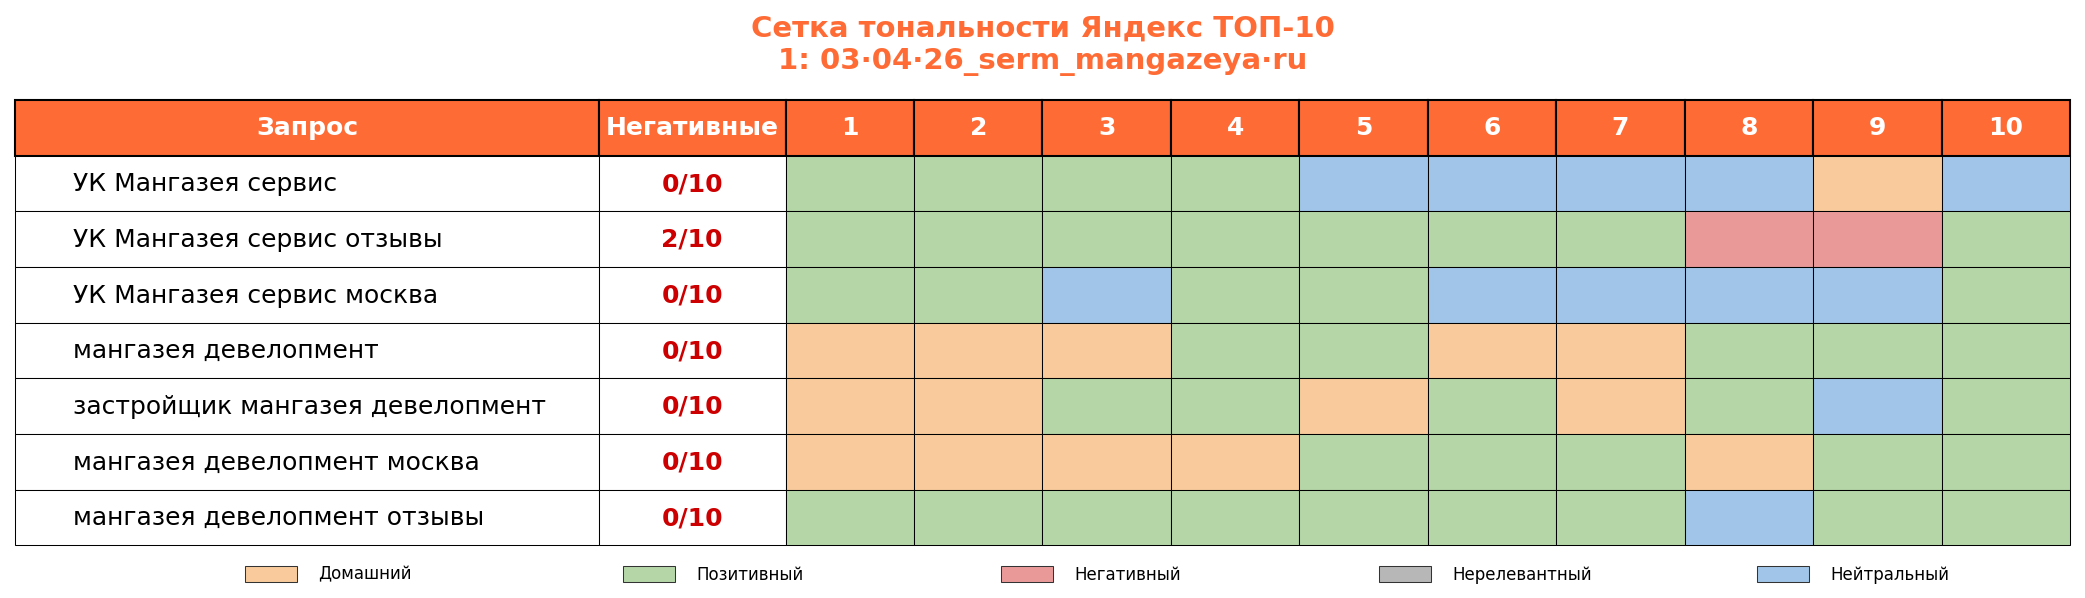 Сетка тональности Яндекс ТОП-10
1: 03·04·26_serm_mangazeya·ru
Запрос Негативные 1 2 3 4 5 6 7 8 9 10
УК Мангазея сервис 0/10
УК Мангазея сервис отзывы 2/10
УК Мангазея сервис москва 0/10
мангазея девелопмент 0/10
застройщик мангазея девелопмент 0/10
мангазея девелопмент москва 0/10
мангазея девелопмент отзывы 0/10
Домашний Позитивный Негативный Нерелевантный Нейтральный